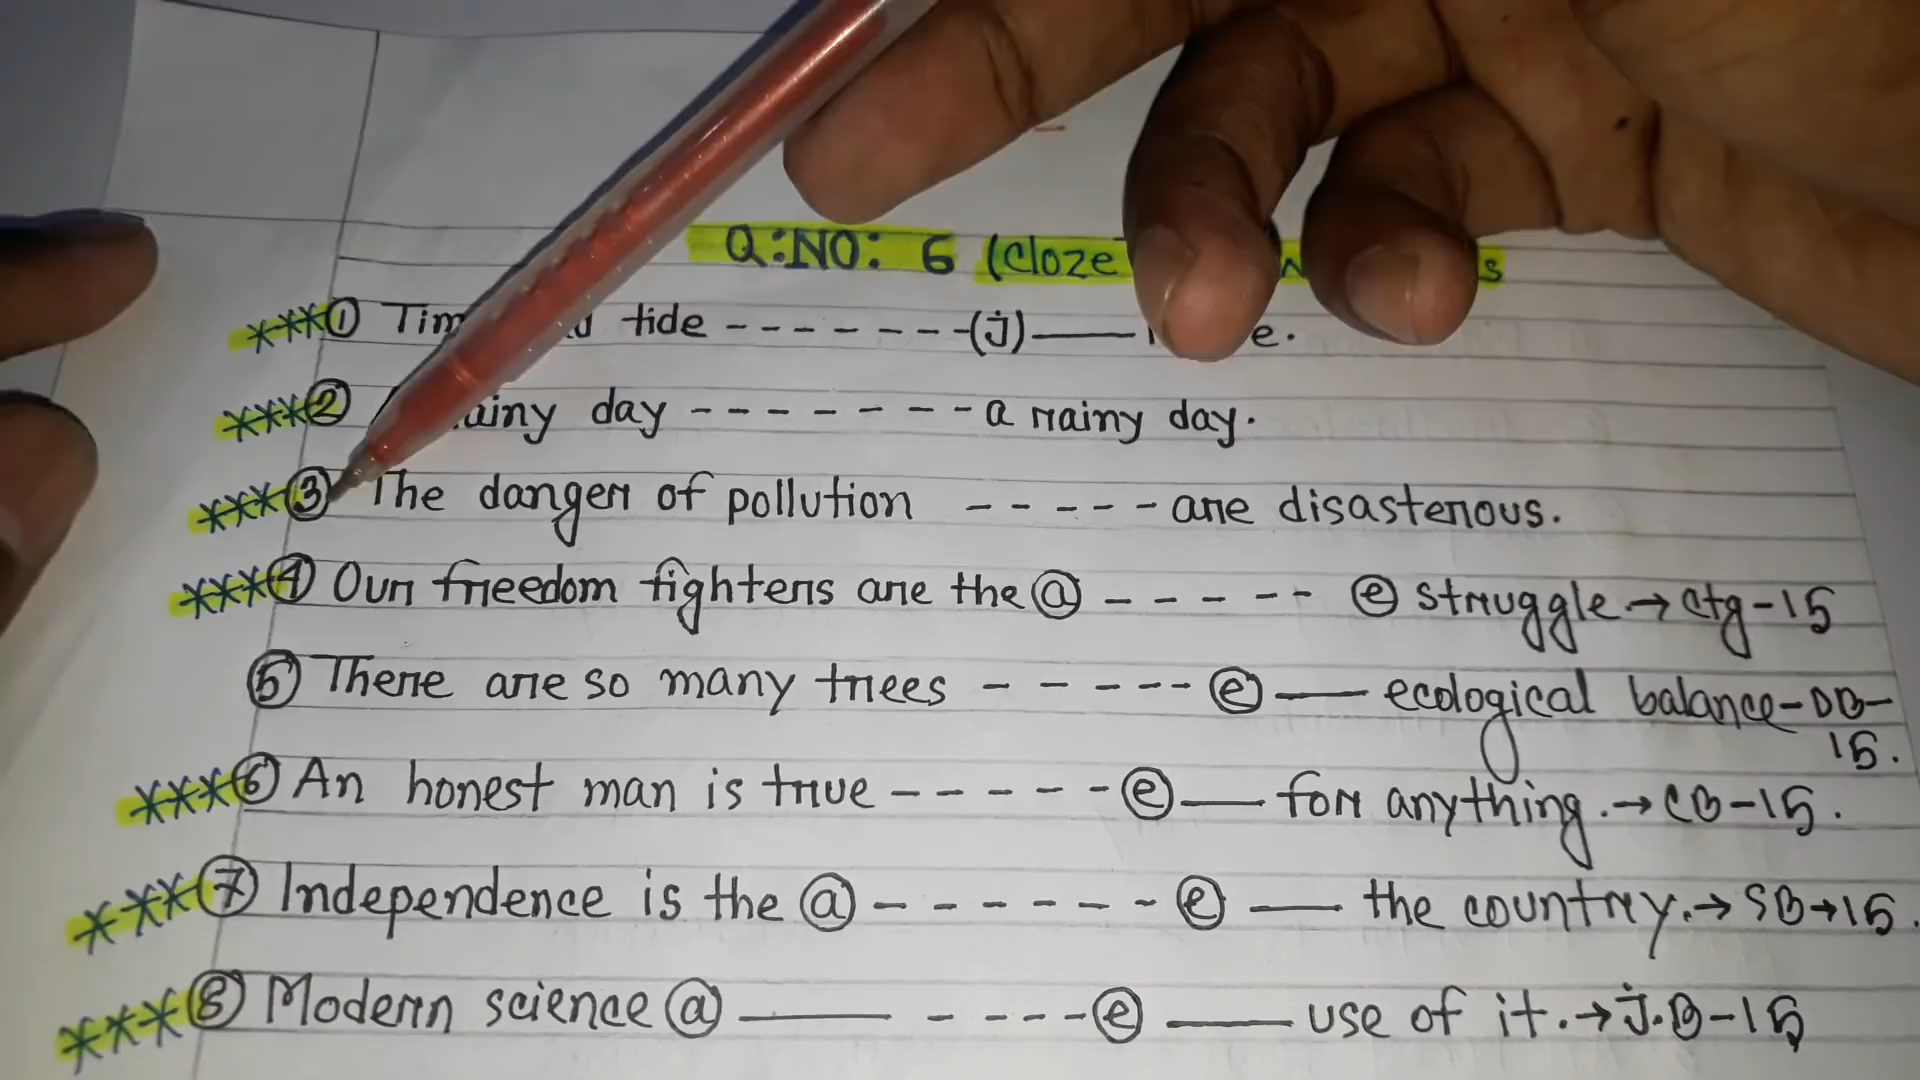 Q:NO: 6 (Cloze
***① tide - - - - - - - -(j)—— e.
***② day - - - - - - - - a rainy day.
***③ The danger of pollution - - - - - are disasterous.
***④ Our freedom fighters are the ⓐ - - - - - ⓔ struggle → ctg-15
⑤ There are so many trees - - - - - ⓔ —— ecological balance-DB-
15.
***⑥ An honest man is true - - - - - - ⓔ —— for anything. → CB-15.
***⑦ Independence is the ⓐ - - - - - - - ⓔ —— the country. → SB→15.
***⑧ Modern science ⓐ —— - - - - ⓔ —— use of it. → J.B-15